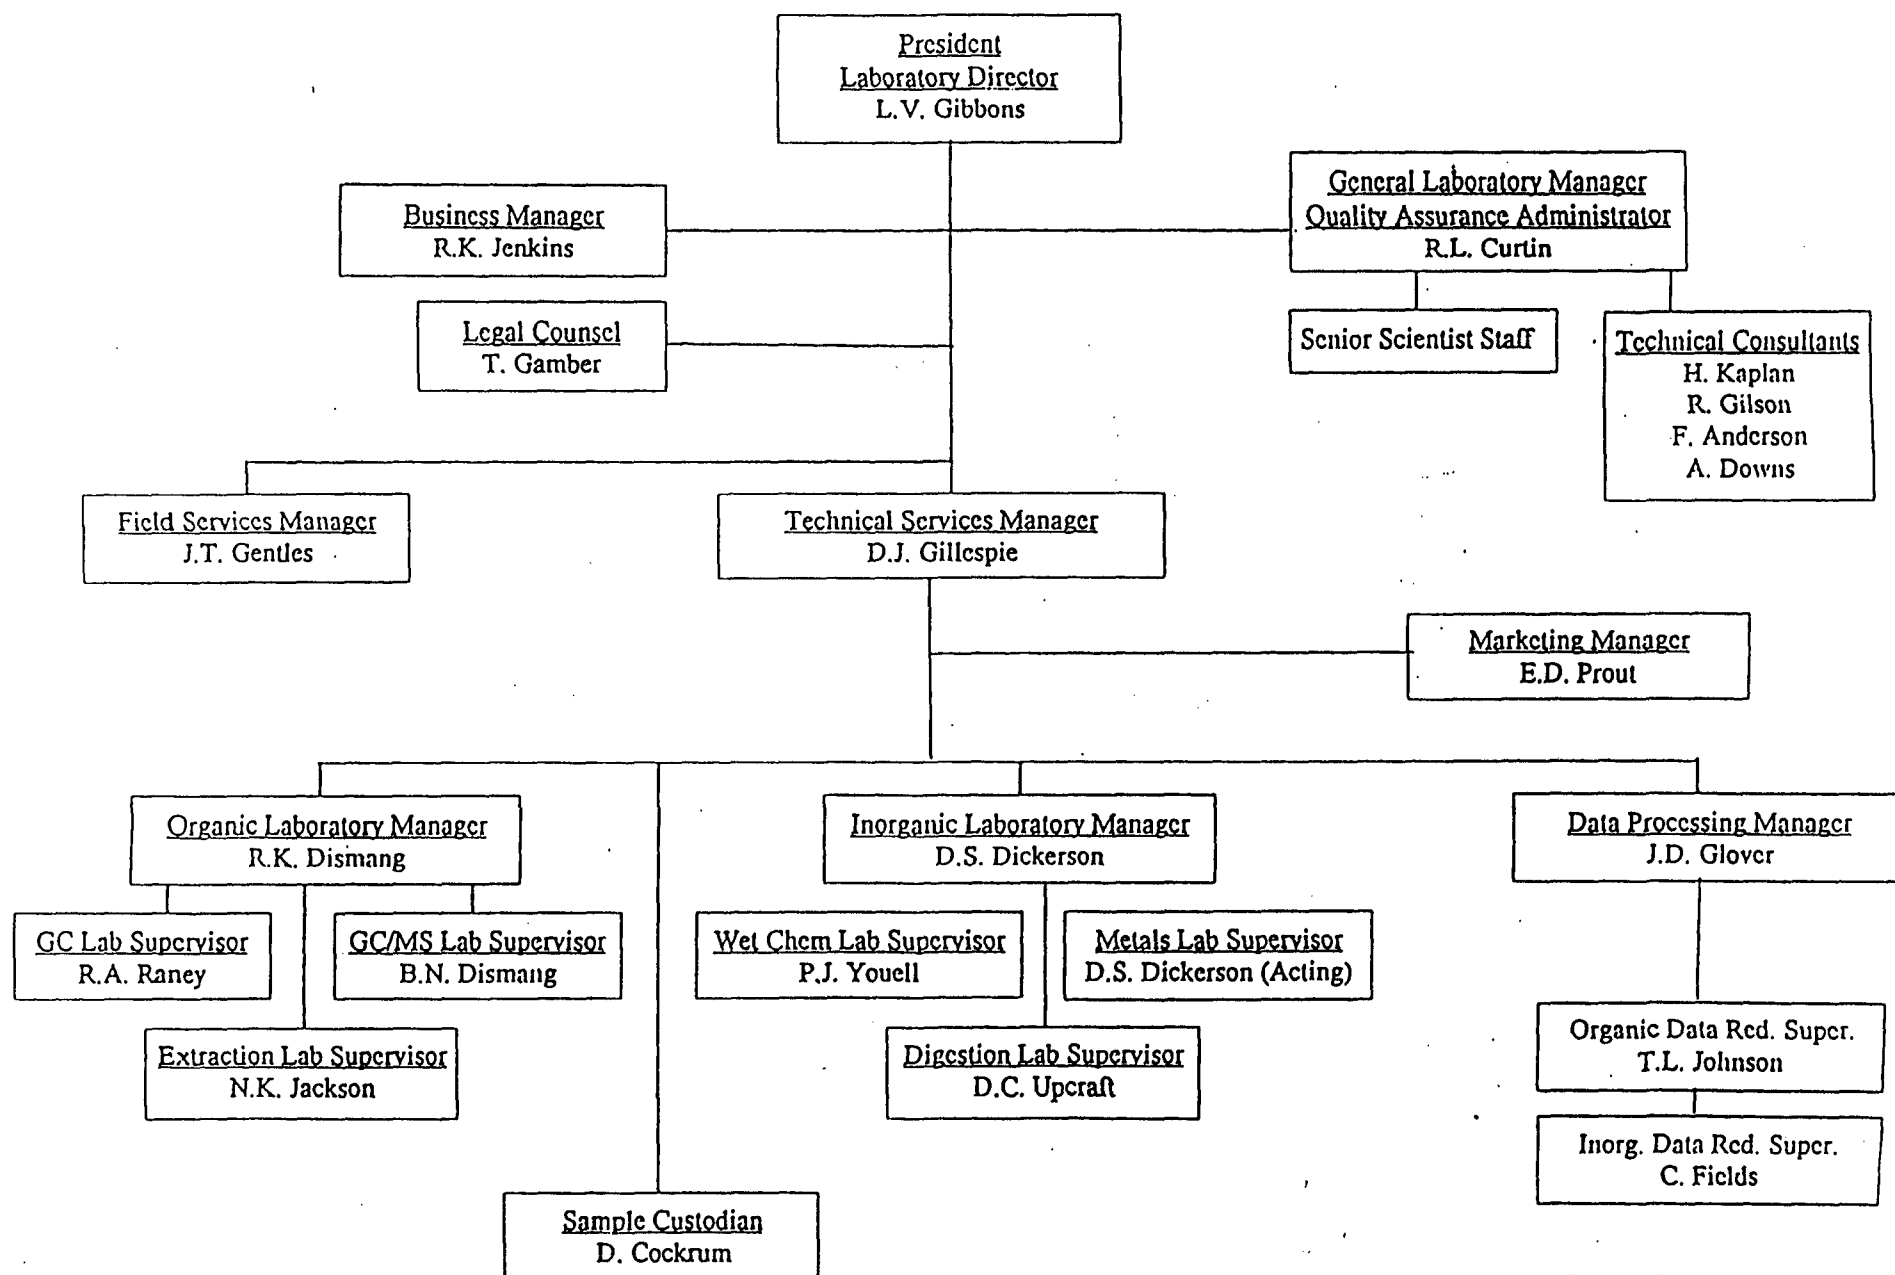 President
Laboratory Director
L.V. Gibbons
General Laboratory Manager
Quality Assurance Administrator
R.L. Curtin
Business Manager
R.K. Jenkins
Legal Counsel
T. Gamber
Senior Scientist Staff
Technical Consultants
H. Kaplan
R. Gilson
F. Anderson
A. Downs
Field Services Manager
J.T. Gentles
Technical Services Manager
D.J. Gillespie
Marketing Manager
E.D. Prout
Organic Laboratory Manager
R.K. Dismang
Inorganic Laboratory Manager
D.S. Dickerson
Data Processing Manager
J.D. Glover
GC Lab Supervisor
R.A. Raney
GC/MS Lab Supervisor
B.N. Dismang
Wet Chem Lab Supervisor
P.J. Youell
Metals Lab Supervisor
D.S. Dickerson (Acting)
Extraction Lab Supervisor
N.K. Jackson
Digestion Lab Supervisor
D.C. Upcraft
Organic Data Red. Super.
T.L. Johnson
Inorg. Data Red. Super.
C. Fields
Sample Custodian
D. Cockrum